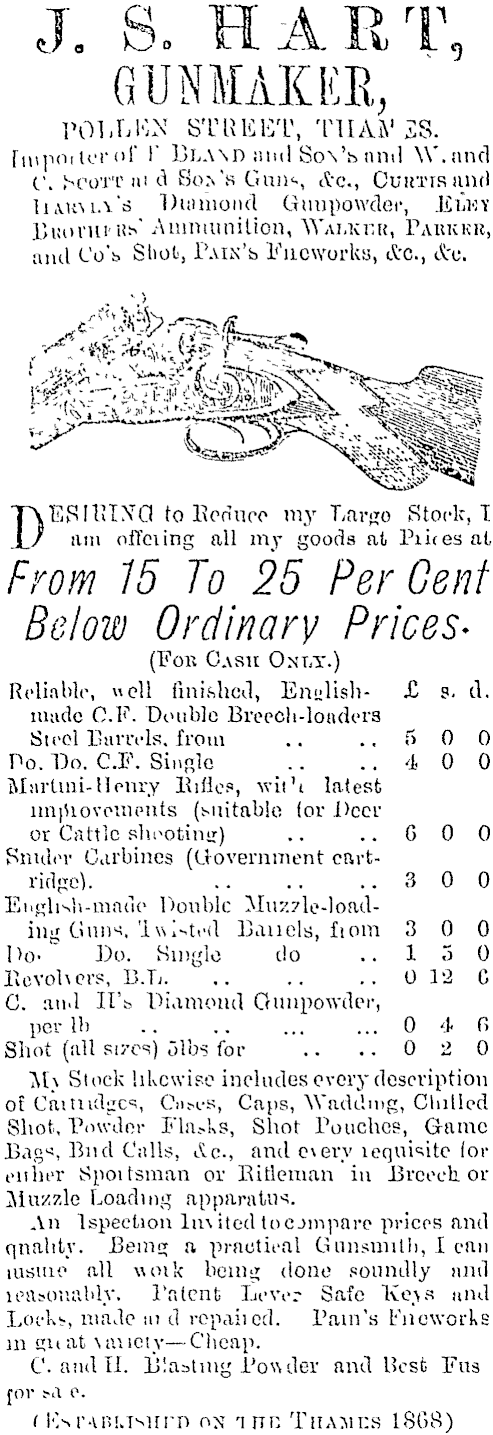 J. S. HART,
GUNMAKER,
POLLEN STREET, THAMES.
Importer of T BLAND and SON'S and W. and
C. SCOTT and SON'S Guns, &c., CURTIS and
HARVEY'S Diamond Gunpowder, ELEY
BROTHERS' Ammunition, WALKER, PARKER,
and Co's Shot, PAIN'S Fireworks, &c., &c.
DESIRING to Reduce my Large Stock, I
am offering all my goods at Prices at
From 15 To 25 Per Cent
Below Ordinary Prices.
(FOR CASH ONLY.)
Reliable, well finished, English- £ s. d.
made C.F. Double Breech-loaders
Steel Barrels, from .. .. 5 0 0
Do. Do. C.F. Single .. .. 4 0 0
Martini-Henry Rifles, with latest
improvements (suitable for Deer
or Cattle shooting) .. .. 6 0 0
Snider Carbines (Government cart-
ridge). .. .. .. 3 0 0
English-made Double Muzzle-load-
ing Guns, Twisted Barrels, from 3 0 0
Do. Do. Single do .. 1 5 0
Revolvers, B.L. .. .. .. 0 12 6
C. and H's Diamond Gunpowder,
per lb .. .. ... ... 0 4 6
Shot (all sizes) 5lbs for .. .. 0 2 0
My Stock likewise includes every description
of Cartridges, Cases, Caps, Wadding, Chilled
Shot, Powder Flasks, Shot Pouches, Game
Bags, Bird Calls, &c., and every requisite for
either Sportsman or Rifleman in Breech or
Muzzle Loading apparatus.
An Ispection Invited to compare prices and
quality. Being a practical Gunsmith, I can
insure all work being done soundly and
reasonably. Patent Lever Safe Keys and
Locks, made and repaired. Pain's Fireworks
in great variety—Cheap.
C. and H. Blasting Powder and Best Fus
for sale.
(ESTABLISHED ON THE THAMES 1868)